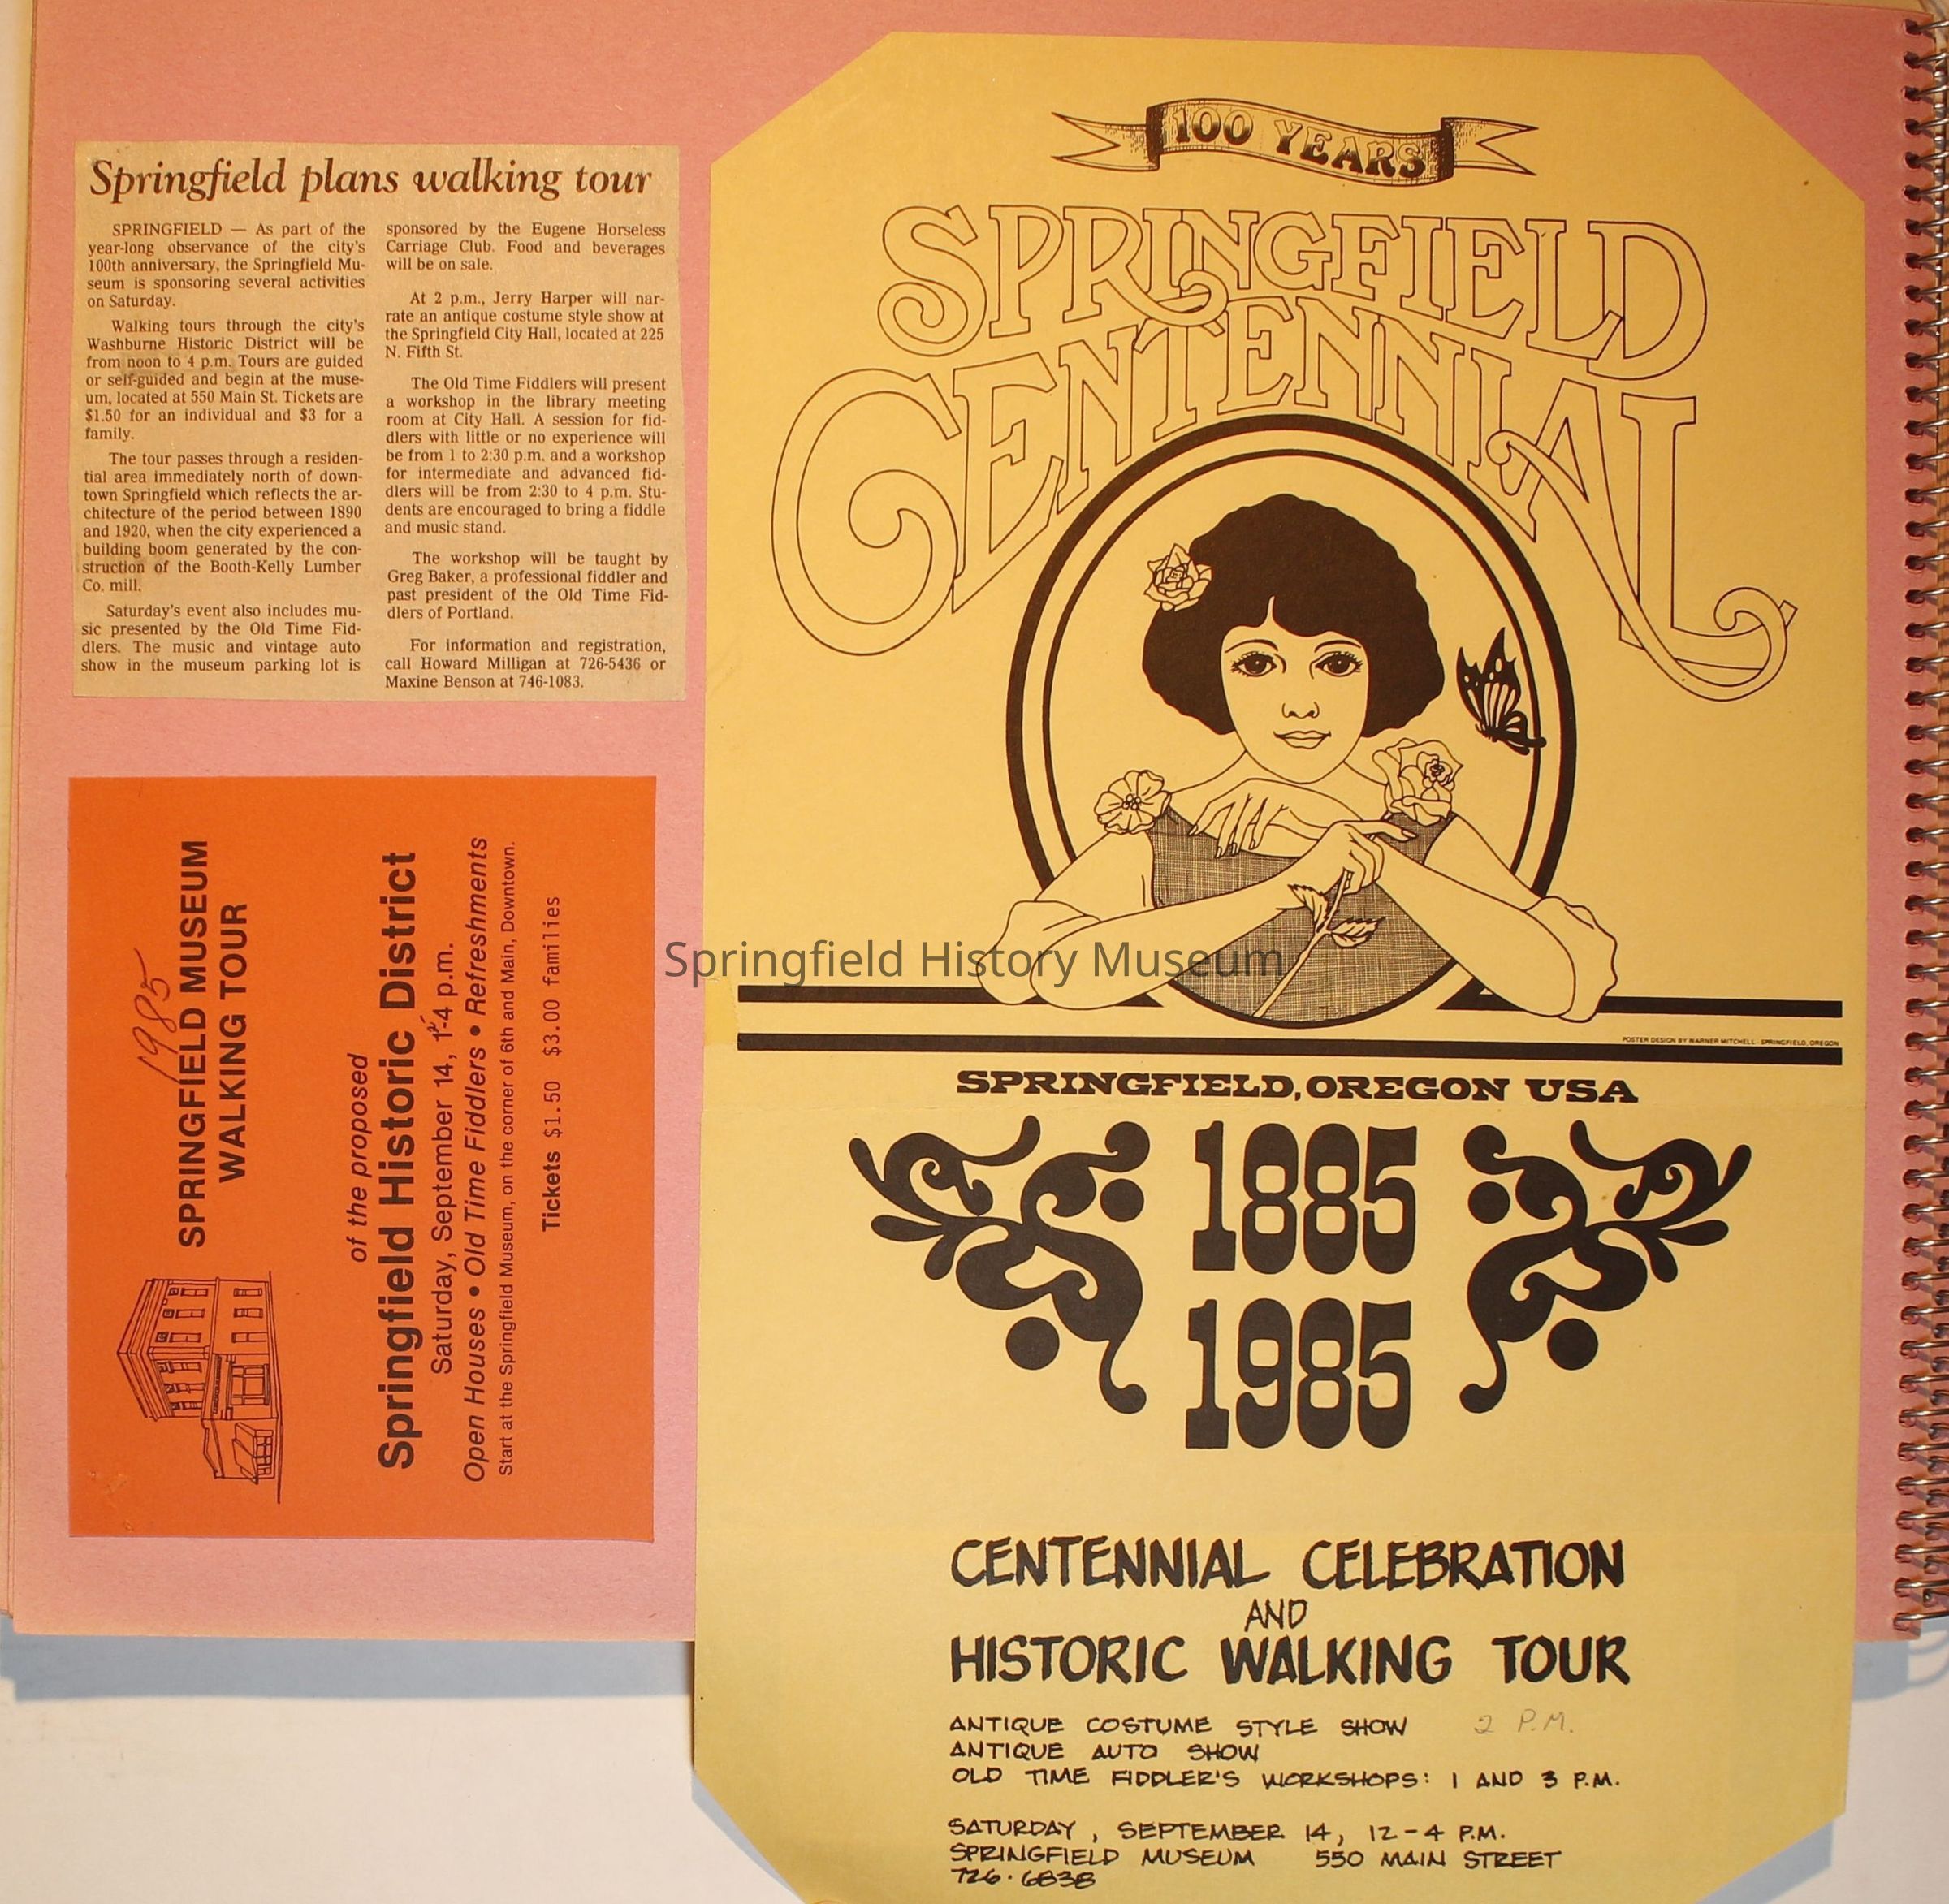 Springfield plans walking tour
SPRINGFIELD — As part of the
year-long observance of the city's
100th anniversary, the Springfield Mu-
seum is sponsoring several activities
on Saturday.
Walking tours through the city's
Washburne Historic District will be
from noon to 4 p.m. Tours are guided
or self-guided and begin at the muse-
um, located at 550 Main St. Tickets are
$1.50 for an individual and $3 for a
family.
The tour passes through a residen-
tial area immediately north of down-
town Springfield which reflects the ar-
chitecture of the period between 1890
and 1920, when the city experienced a
building boom generated by the con-
struction of the Booth-Kelly Lumber
Co. mill.
Saturday's event also includes mu-
sic presented by the Old Time Fid-
dlers. The music and vintage auto
show in the museum parking lot is
sponsored by the Eugene Horseless
Carriage Club. Food and beverages
will be on sale.
At 2 p.m., Jerry Harper will nar-
rate an antique costume style show at
the Springfield City Hall, located at 225
N. Fifth St.
The Old Time Fiddlers will present
a workshop in the library meeting
room at City Hall. A session for fid-
dlers with little or no experience will
be from 1 to 2:30 p.m. and a workshop
for intermediate and advanced fid-
dlers will be from 2:30 to 4 p.m. Stu-
dents are encouraged to bring a fiddle
and music stand.
The workshop will be taught by
Greg Baker, a professional fiddler and
past president of the Old Time Fid-
dlers of Portland.
For information and registration,
call Howard Milligan at 726-5436 or
Maxine Benson at 746-1083.
1985
SPRINGFIELD MUSEUM
WALKING TOUR
of the proposed
Springfield Historic District
Saturday, September 14, 12-4 p.m.
Open Houses • Old Time Fiddlers • Refreshments
Start at the Springfield Museum, on the corner of 6th and Main, Downtown.
Tickets $1.50 $3.00 families
100 YEARS
SPRINGFIELD
CENTENNIAL
Springfield History Museum
POSTER DESIGN BY WARNER MITCHELL - SPRINGFIELD, OREGON
SPRINGFIELD, OREGON USA
1885
1985
CENTENNIAL CELEBRATION
AND
HISTORIC WALKING TOUR
ANTIQUE COSTUME STYLE SHOW 2 P.M.
ANTIQUE AUTO SHOW
OLD TIME FIDDLER'S WORKSHOPS: 1 AND 3 P.M.
SATURDAY, SEPTEMBER 14, 12-4 P.M.
SPRINGFIELD MUSEUM 550 MAIN STREET
726·6838